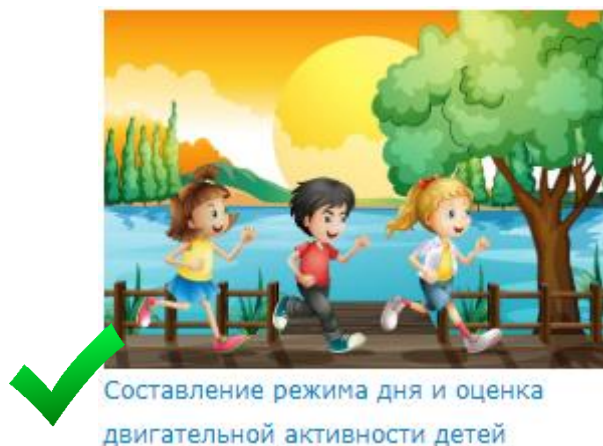 Составление режима дня и оценка
двигательной активности детей